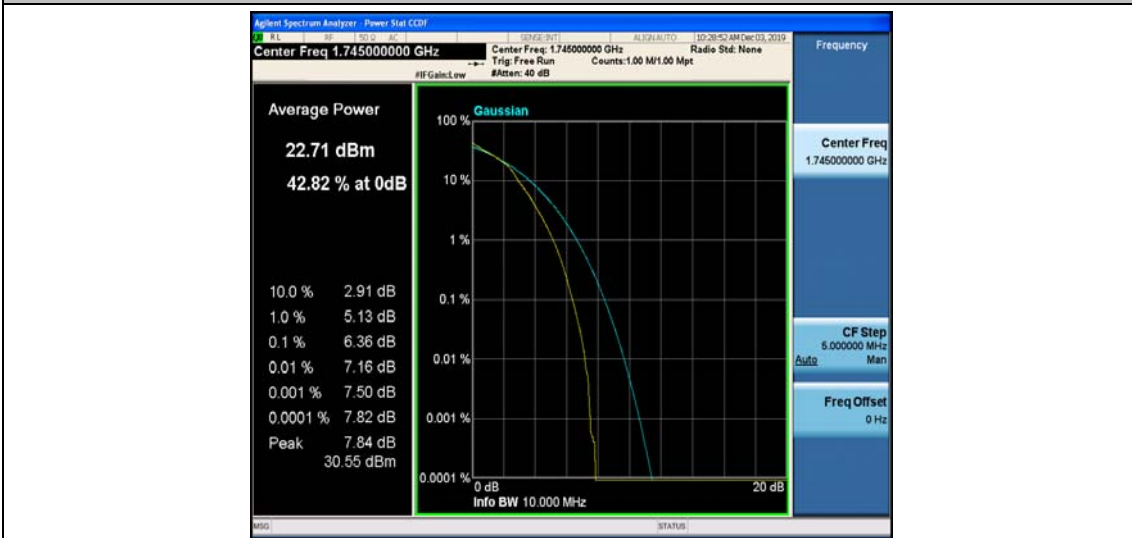 Agilent Spectrum Analyzer - Power Stat CCDF
RL RF 50 Ω AC SENSE:INT ALIGN AUTO 10:28:52 AM Dec 03, 2019
Center Freq 1.745000000 GHz
Center Freq: 1.745000000 GHz Radio Std: None
Trig: Free Run Counts:1.00 M/1.00 Mpt
#IFGain:Low #Atten: 40 dB
Frequency
Average Power
22.71 dBm
42.82 % at 0dB
10.0 % 2.91 dB
1.0 % 5.13 dB
0.1 % 6.36 dB
0.01 % 7.16 dB
0.001 % 7.50 dB
0.0001 % 7.82 dB
Peak 7.84 dB
30.55 dBm
Gaussian
100 %
10 %
1 %
0.1 %
0.01 %
0.001 %
0.0001 %
0 dB 20 dB
Info BW 10.000 MHz
Center Freq
1.745000000 GHz
CF Step
5.000000 MHz
Auto Man
Freq Offset
0 Hz
MSG STATUS